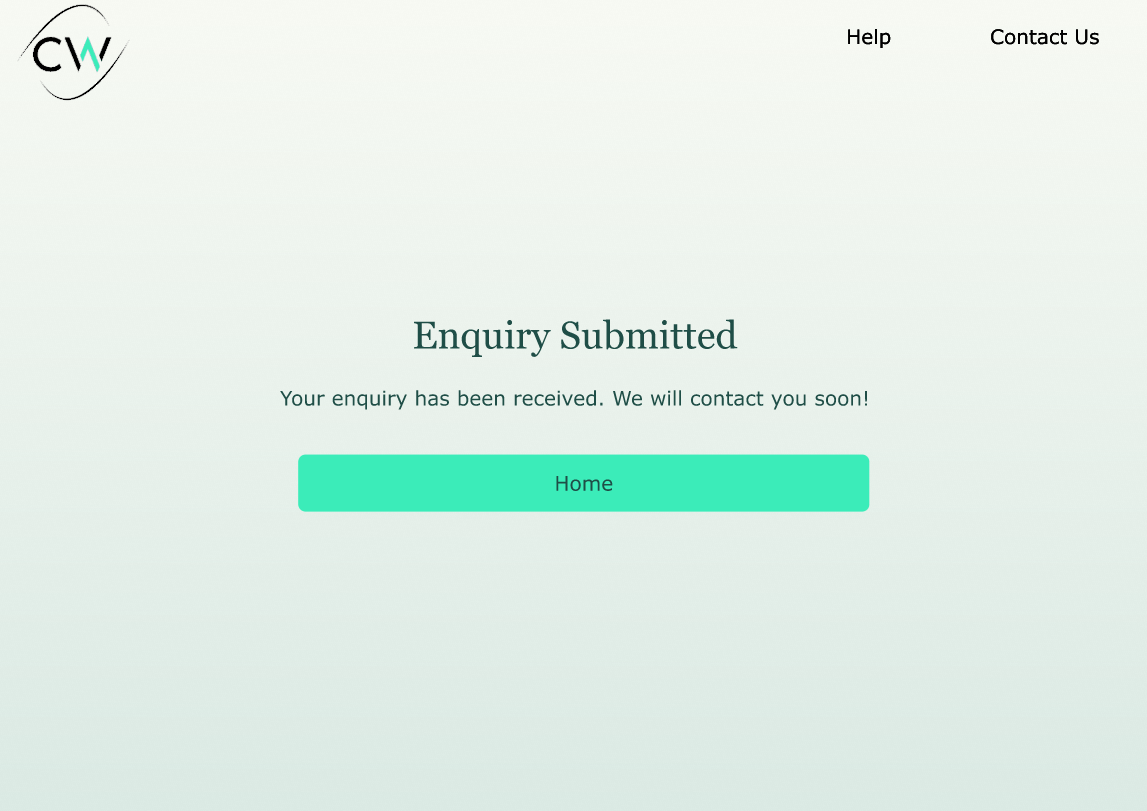 CW
Help
Contact Us
Enquiry Submitted
Your enquiry has been received. We will contact you soon!
Home